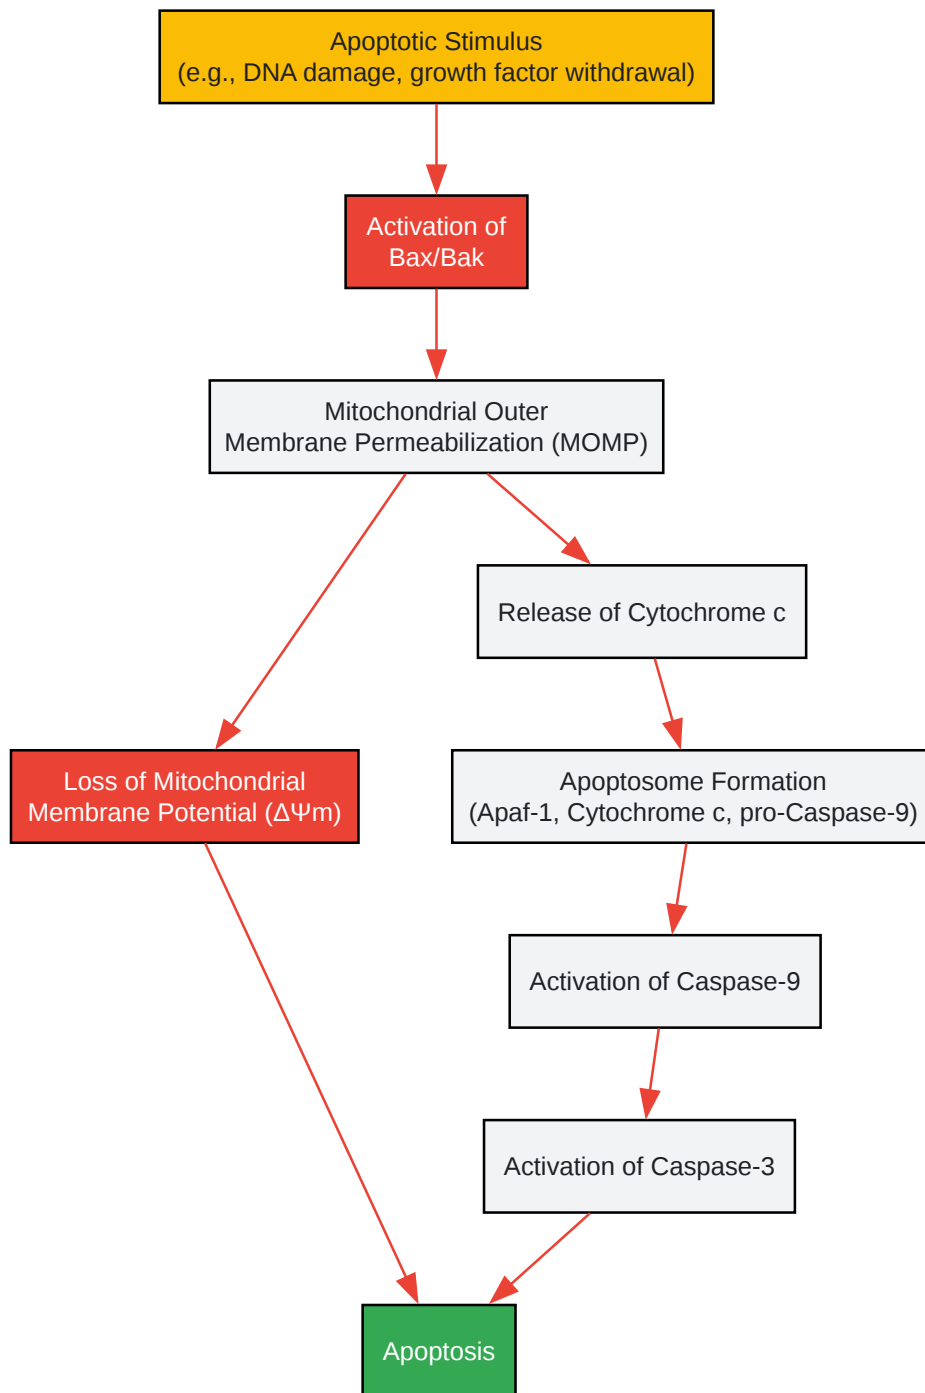 Apoptotic Stimulus
(e.g., DNA damage, growth factor withdrawal)
Activation of
Bax/Bak
Mitochondrial Outer
Membrane Permeabilization (MOMP)
Release of Cytochrome c
Loss of Mitochondrial
Membrane Potential (ΔΨm)
Apoptosome Formation
(Apaf-1, Cytochrome c, pro-Caspase-9)
Activation of Caspase-9
Activation of Caspase-3
Apoptosis